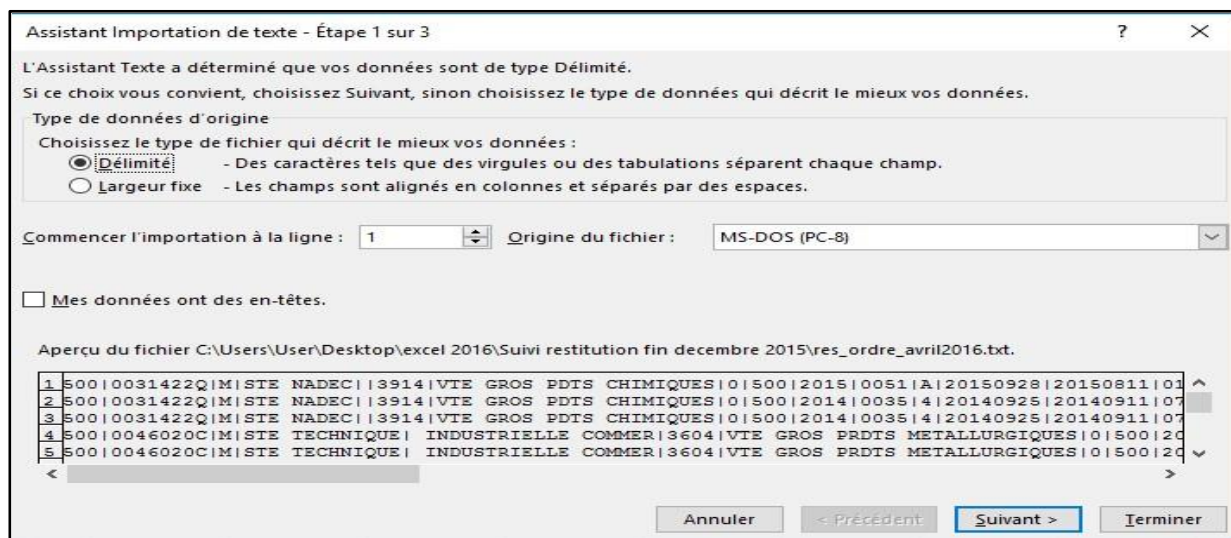 Assistant Importation de texte - Étape 1 sur 3 ?
L'Assistant Texte a déterminé que vos données sont de type Délimité.
Si ce choix vous convient, choisissez Suivant, sinon choisissez le type de données qui décrit le mieux vos données.
Type de données d'origine
Choisissez le type de fichier qui décrit le mieux vos données :
Délimité - Des caractères tels que des virgules ou des tabulations séparent chaque champ.
Largeur fixe - Les champs sont alignés en colonnes et séparés par des espaces.
Commencer l'importation à la ligne : 1 Origine du fichier : MS-DOS (PC-8)
Mes données ont des en-têtes.
Aperçu du fichier C:\Users\User\Desktop\excel 2016\Suivi restitution fin decembre 2015\res_ordre_avril2016.txt.
1 500|0031422Q|M|STE NADEC||3914|VTE GROS PDTS CHIMIQUES|0|500|2015|0051|A|20150928|20150811|01
2 500|0031422Q|M|STE NADEC||3914|VTE GROS PDTS CHIMIQUES|0|500|2014|0035|4|20140925|20140911|07
3 500|0031422Q|M|STE NADEC||3914|VTE GROS PDTS CHIMIQUES|0|500|2014|0035|4|20140925|20140911|07
4 500|0046020C|M|STE TECHNIQUE| INDUSTRIELLE COMMER|3604|VTE GROS PRDTS METALLURGIQUES|0|500|20
5 500|0046020C|M|STE TECHNIQUE| INDUSTRIELLE COMMER|3604|VTE GROS PRDTS METALLURGIQUES|0|500|20
Annuler < Précédent Suivant > Terminer